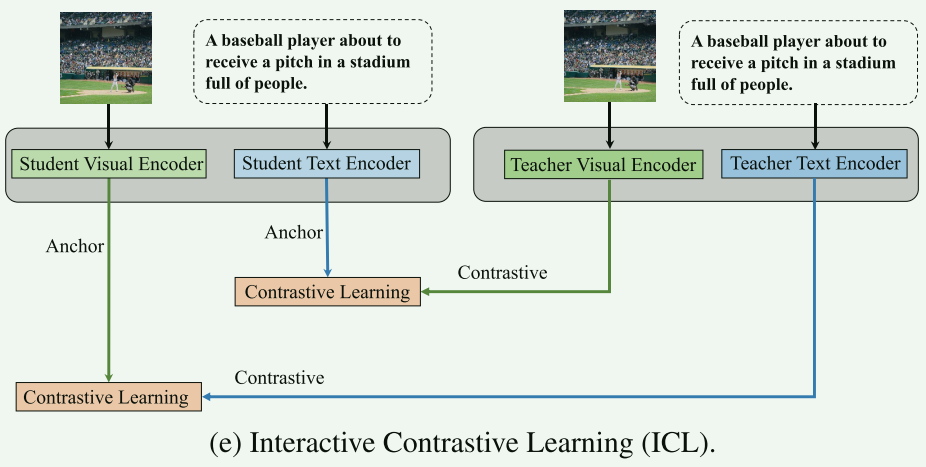 A baseball player about to
receive a pitch in a stadium
full of people.
A baseball player about to
receive a pitch in a stadium
full of people.
Student Visual Encoder
Student Text Encoder
Teacher Visual Encoder
Teacher Text Encoder
Anchor
Anchor
Contrastive
Contrastive Learning
Contrastive
Contrastive Learning
(e) Interactive Contrastive Learning (ICL).